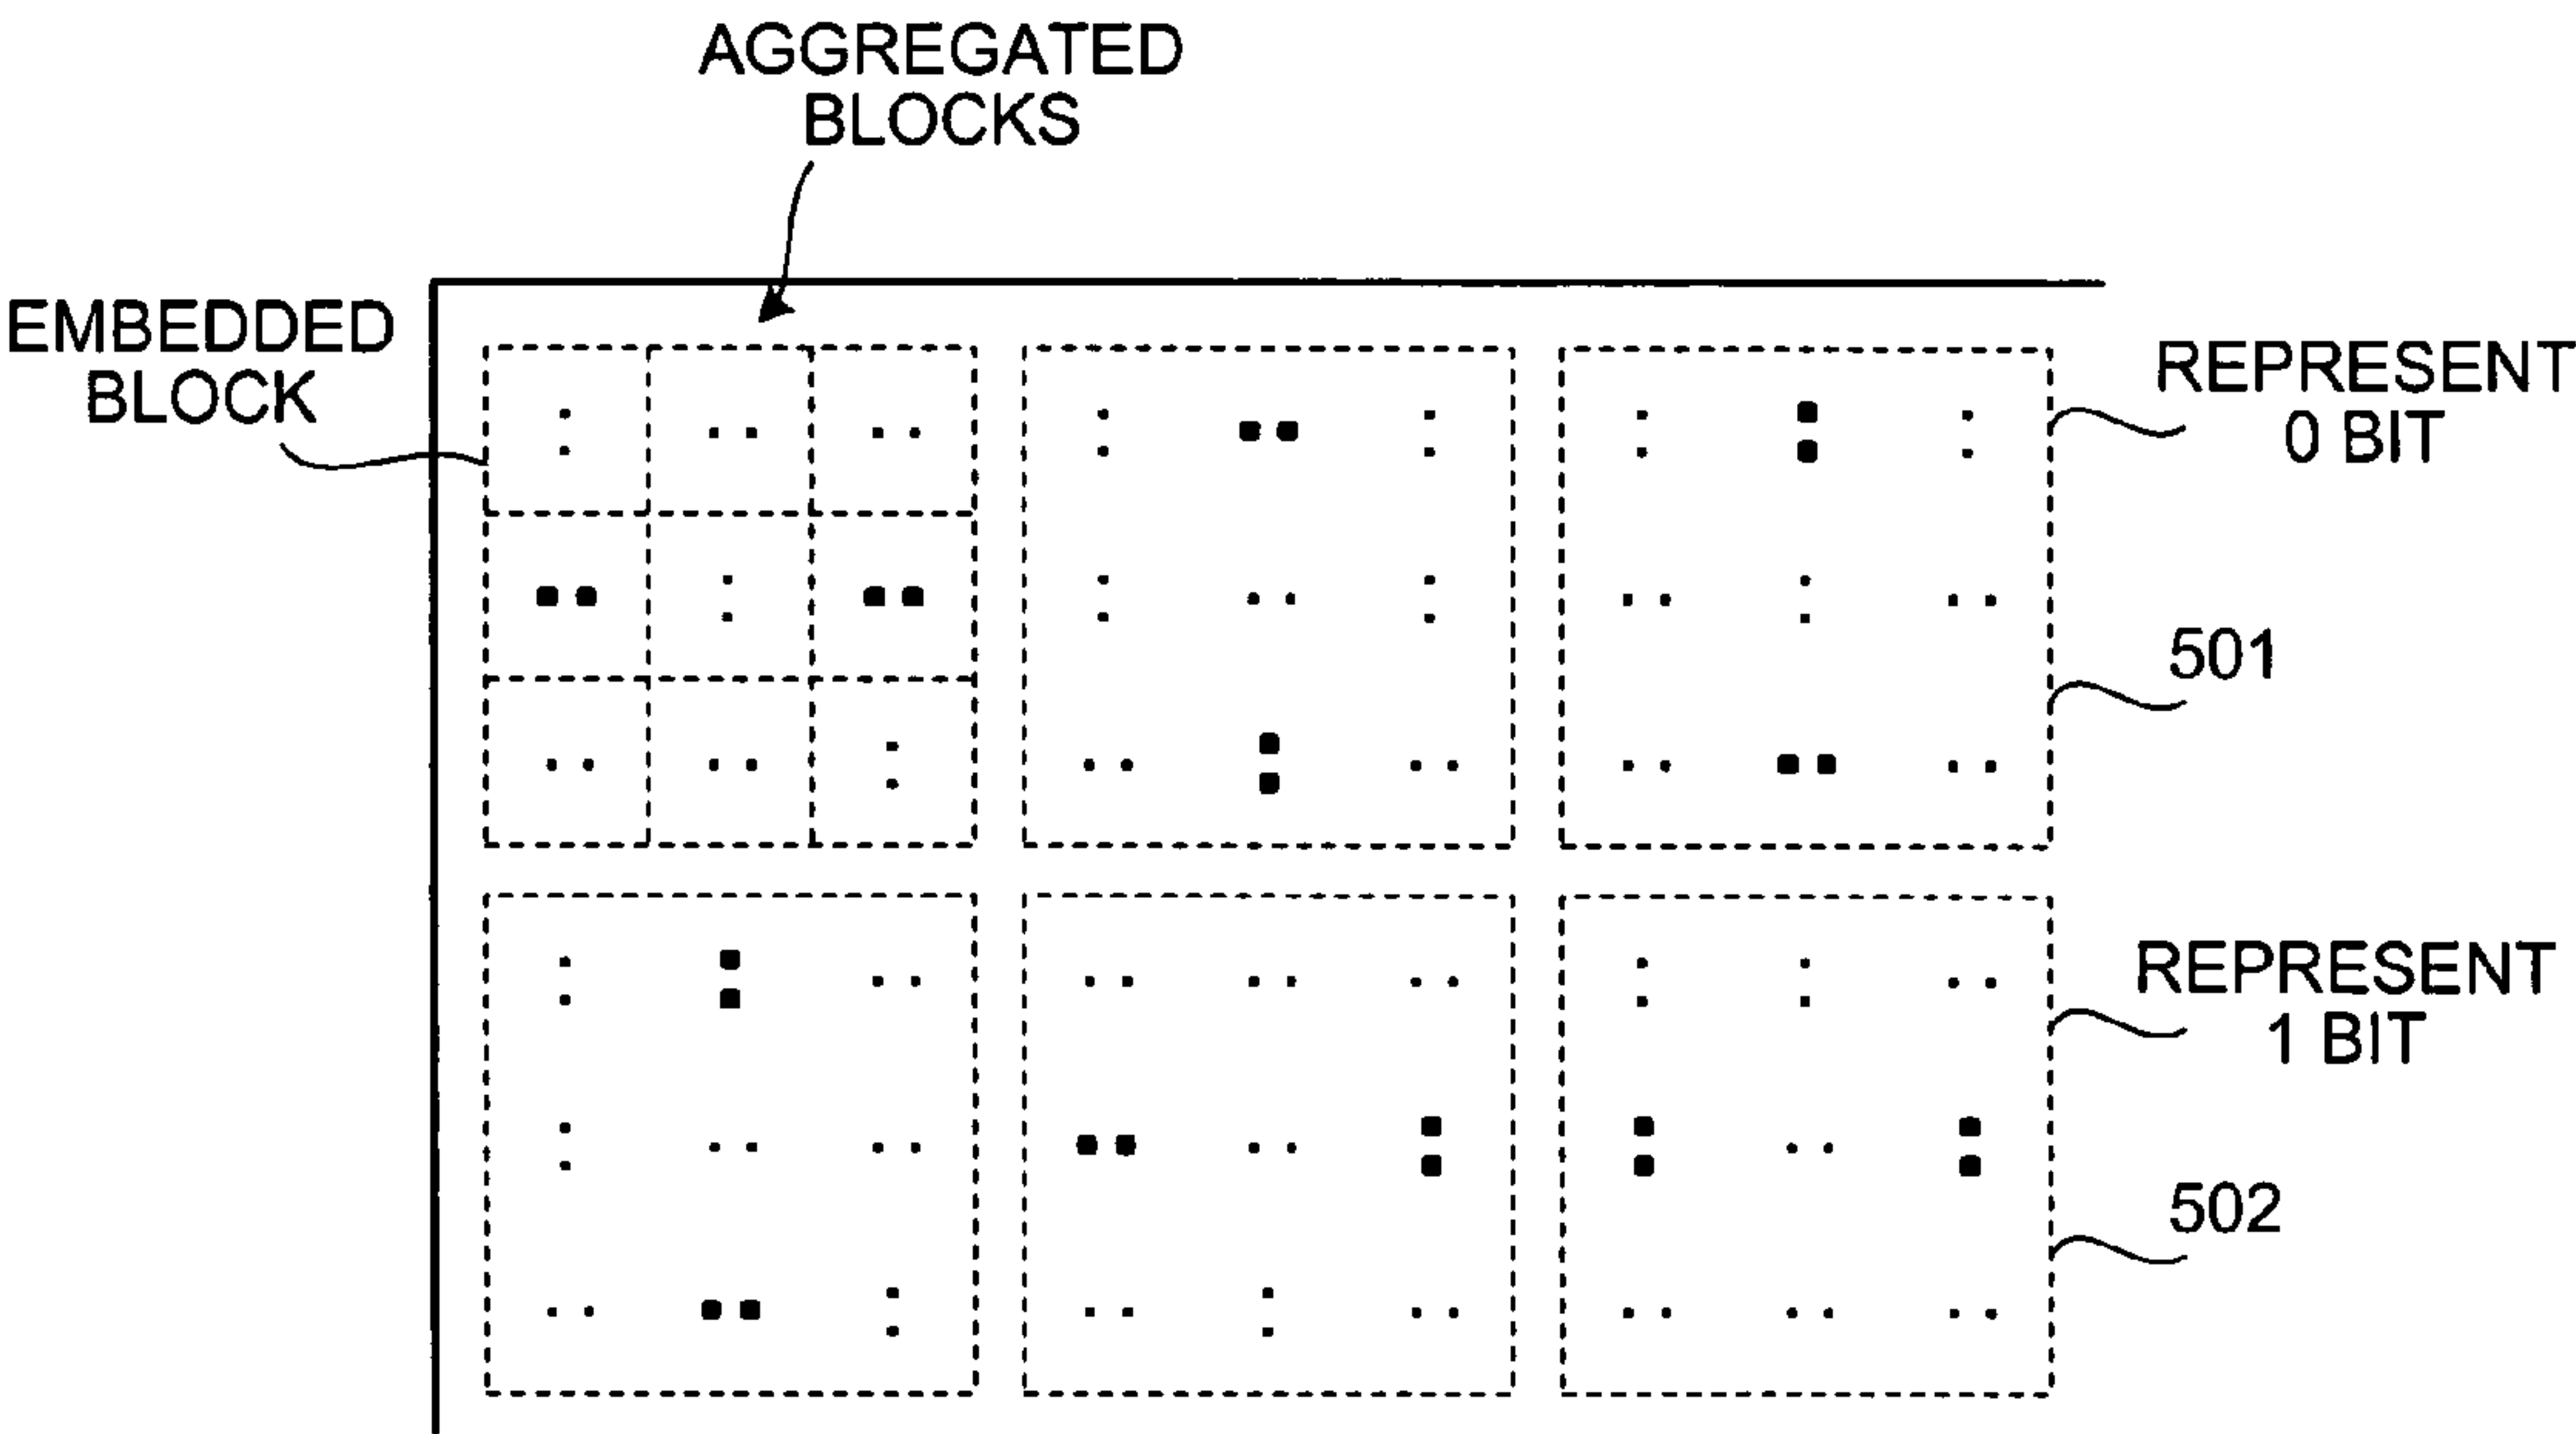 AGGREGATED
BLOCKS
EMBEDDED
BLOCK
REPRESENT
0 BIT
501
REPRESENT
1 BIT
502